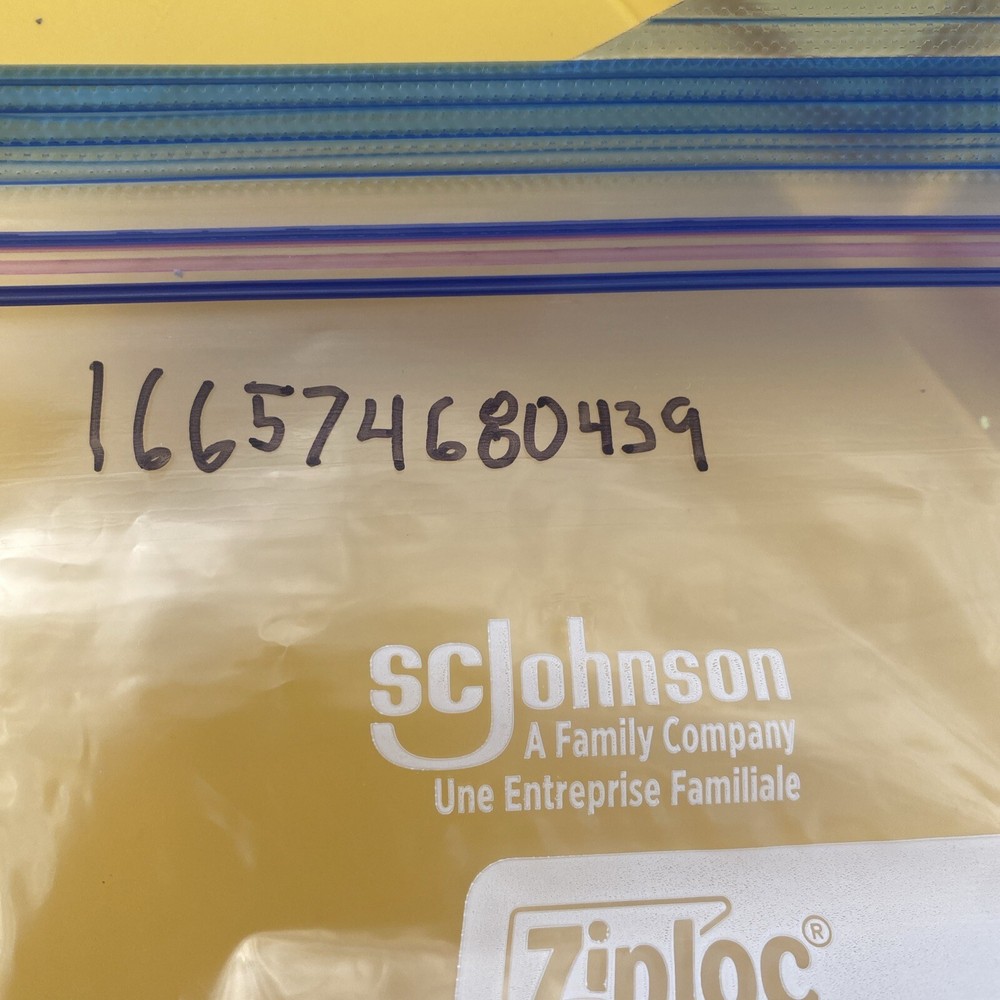 166574680439
scJohnson
A Family Company
Une Entreprise Familiale
Ziploc®